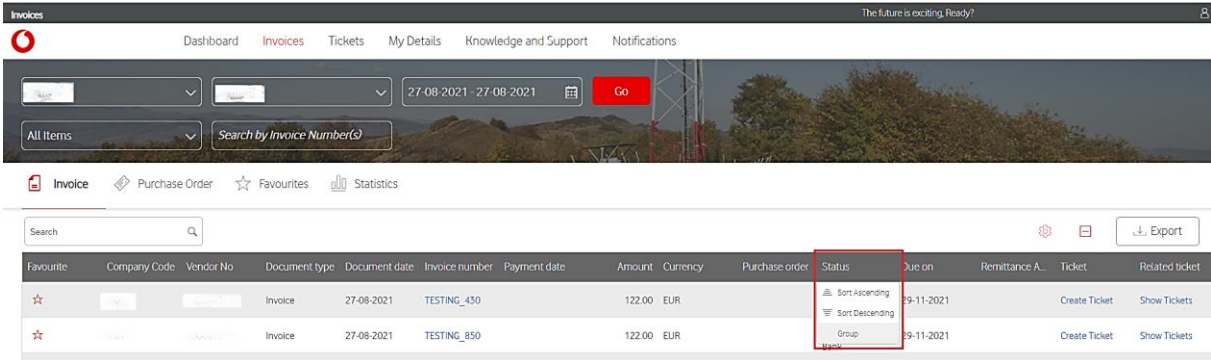 Invoices The future is exciting, Ready?
Dashboard Invoices Tickets My Details Knowledge and Support Notifications
27-08-2021 - 27-08-2021 Go
All Items Search by Invoice Number(s)
Invoice Purchase Order Favourites Statistics
Search Export
Favourite Company Code Vendor No Document type Document date Invoice number Payment date Amount Currency Purchase order Status Due on Remittance A... Ticket Related ticket
Sort Ascending
Invoice 27-08-2021 TESTING_430 122.00 EUR 29-11-2021 Create Ticket Show Tickets
Sort Descending
Invoice 27-08-2021 TESTING_850 122.00 EUR Group 29-11-2021 Create Ticket Show Tickets
Bank